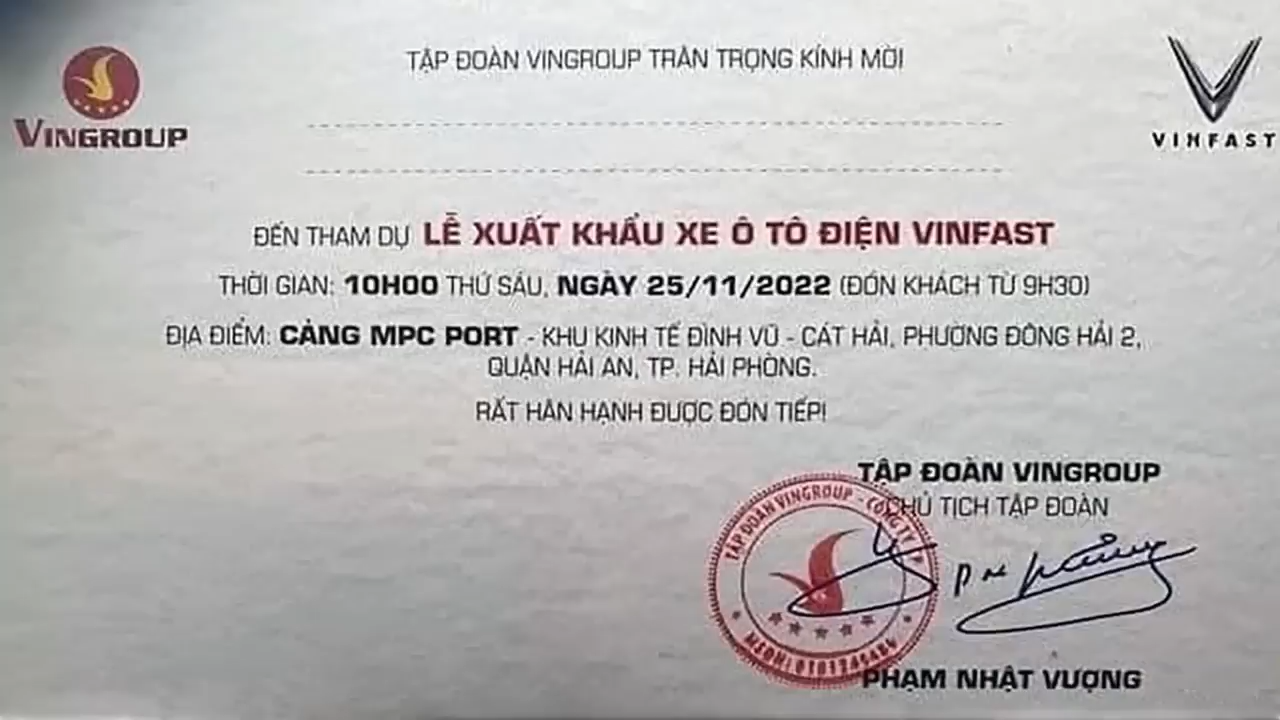 TẬP ĐOÀN VINGROUP TRÂN TRỌNG KÍNH MỜI
VINGROUP
VINFAST
ĐẾN THAM DỰ LỄ XUẤT KHẨU XE Ô TÔ ĐIỆN VINFAST
THỜI GIAN: 10H00 THỨ SÁU, NGÀY 25/11/2022 (ĐÓN KHÁCH TỪ 9H30)
ĐỊA ĐIỂM: CẢNG MPC PORT - KHU KINH TẾ ĐÌNH VŨ - CÁT HẢI, PHƯỜNG ĐÔNG HẢI 2,
QUẬN HẢI AN, TP. HẢI PHÒNG.
RẤT HÂN HẠNH ĐƯỢC ĐÓN TIẾP!
TẬP ĐOÀN VINGROUP
CHỦ TỊCH TẬP ĐOÀN
TẬP ĐOÀN VINGROUP - CÔNG TY CP
PHẠM NHẬT VƯỢNG